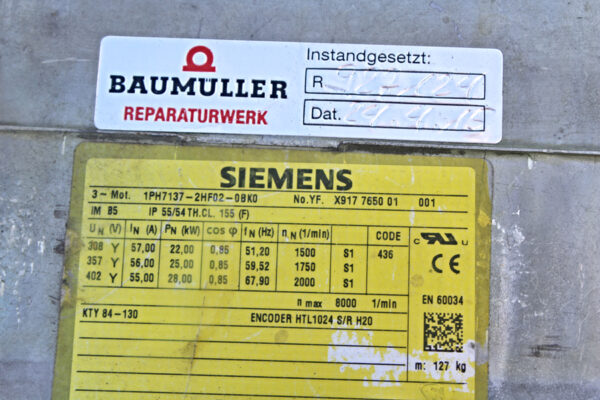 BAUMÜLLER
REPARATURWERK
Instandgesetzt:
R
Dat.
SIEMENS
3-Mot. 1PH7137-2HF02-0BK0 No.YF. X917 7650 01 001
IM B5 IP 55/54 TH.CL. 155 (F)
UN (V) IN (A) PN (kW) cos φ fN (Hz) nN (1/min) CODE
308 Y 57,00 22,00 0,85 51,20 1500 S1 436
357 Y 56,00 25,00 0,85 59,52 1750 S1
402 Y 55,00 28,00 0,85 67,90 2000 S1
n max 8000 1/min
KTY 84-130 ENCODER HTL1024 S/R H20
c RU US
CE
EN 60034
m: 127 kg